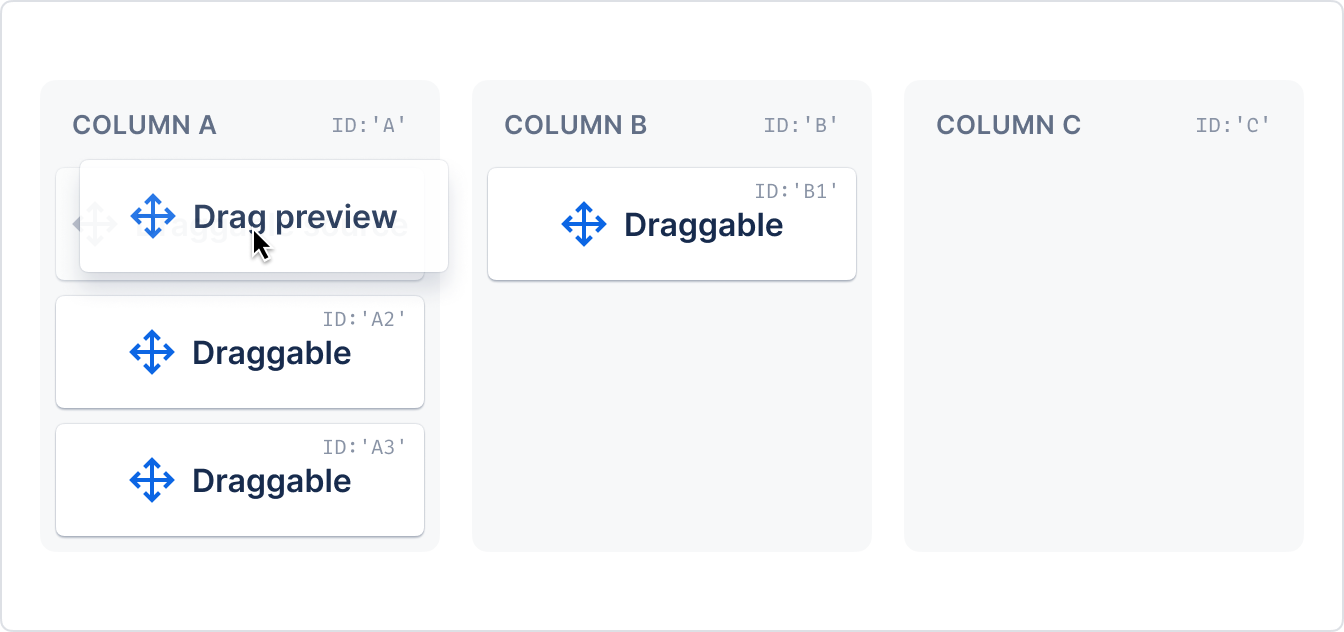 COLUMN A
ID:'A'
Drag preview
ID:'A2'
Draggable
ID:'A3'
Draggable
COLUMN B
ID:'B'
ID:'B1'
Draggable
COLUMN C
ID:'C'